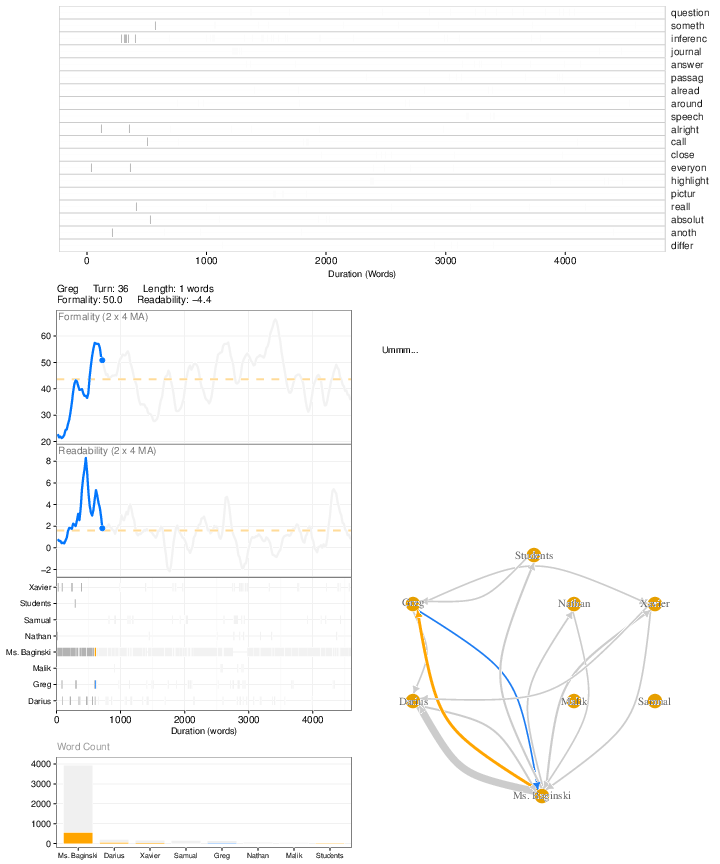 question
someth
inferenc
journal
answer
passag
alread
around
speech
alright
call
close
everyon
highlight
pictur
reall
absolut
anoth
differ
0 1000 2000 3000 4000
Duration (Words)
Greg Turn: 36 Length: 1 words
Formality: 50.0 Readability: −4.4
Formality (2 x 4 MA)
60
50
40
30
20
Ummm...
Readability (2 x 4 MA)
8
6
4
2
0
−2
Xavier
Students
Samual
Nathan
Ms. Baginski
Malik
Greg
Darius
0 1000 2000 3000 4000
Duration (words)
Students
Greg Nathan Xavier
Darius Malik Samual
Ms. Baginski
Word Count
4000
3000
2000
1000
0
Ms. Baginski Darius Xavier Samual Greg Nathan Malik Students